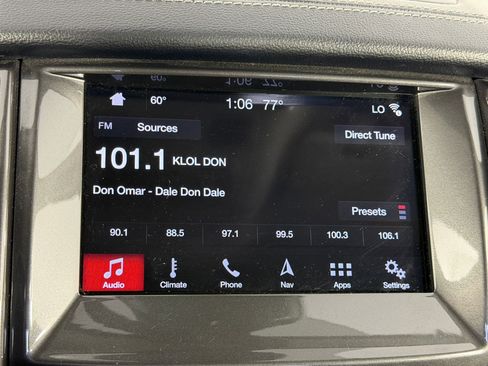 60° 1:06 77° LO
FM Sources
Direct Tune
101.1 KLOL DON
Don Omar - Dale Don Dale
Presets
90.1 88.5 97.1 99.5 100.3 106.1
Audio Climate Phone Nav Apps Settings